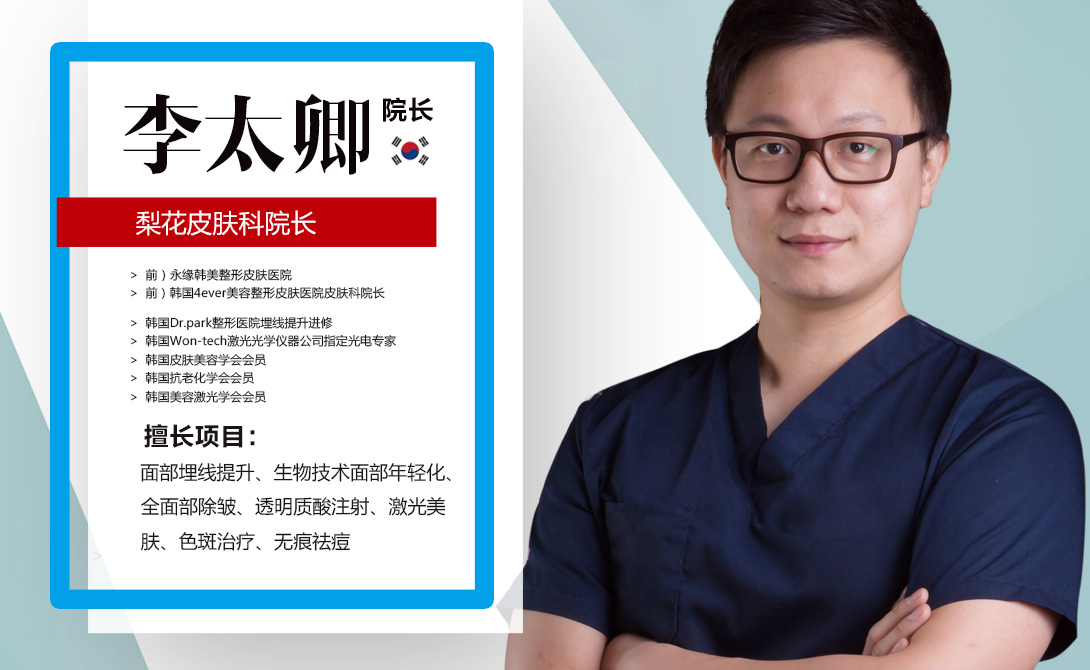 李太卿 院长
梨花皮肤科院长
> 前）永缘韩美整形皮肤医院
> 前）韩国4ever美容整形皮肤医院皮肤科院长
> 韩国Dr.park整形医院埋线提升进修
> 韩国Won-tech激光光学仪器公司指定光电专家
> 韩国皮肤美容学会会员
> 韩国抗老化学会会员
> 韩国美容激光学会会员
擅长项目：
面部埋线提升、生物技术面部年轻化、
全面部除皱、透明质酸注射、激光美
肤、色斑治疗、无痕祛痘